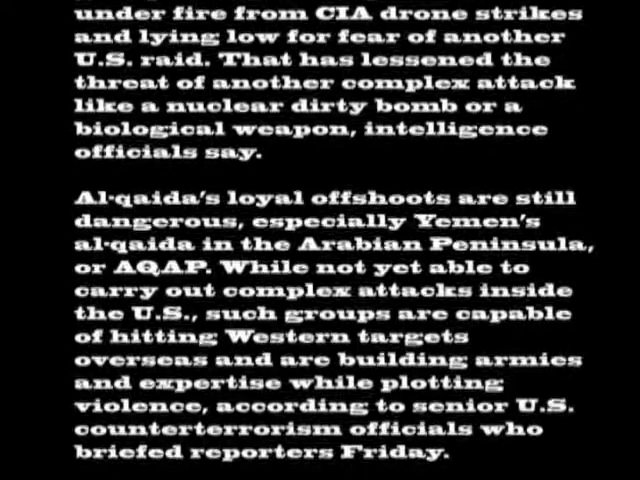 under fire from CIA drone strikes
and lying low for fear of another
U.S. raid. That has lessened the
threat of another complex attack
like a nuclear dirty bomb or a
biological weapon, intelligence
officials say.
Al-qaida's loyal offshoots are still
dangerous, especially Yemen's
al-qaida in the Arabian Peninsula,
or AQAP. While not yet able to
carry out complex attacks inside
the U.S., such groups are capable
of hitting Western targets
overseas and are building armies
and expertise while plotting
violence, according to senior U.S.
counterterrorism officials who
briefed reporters Friday.